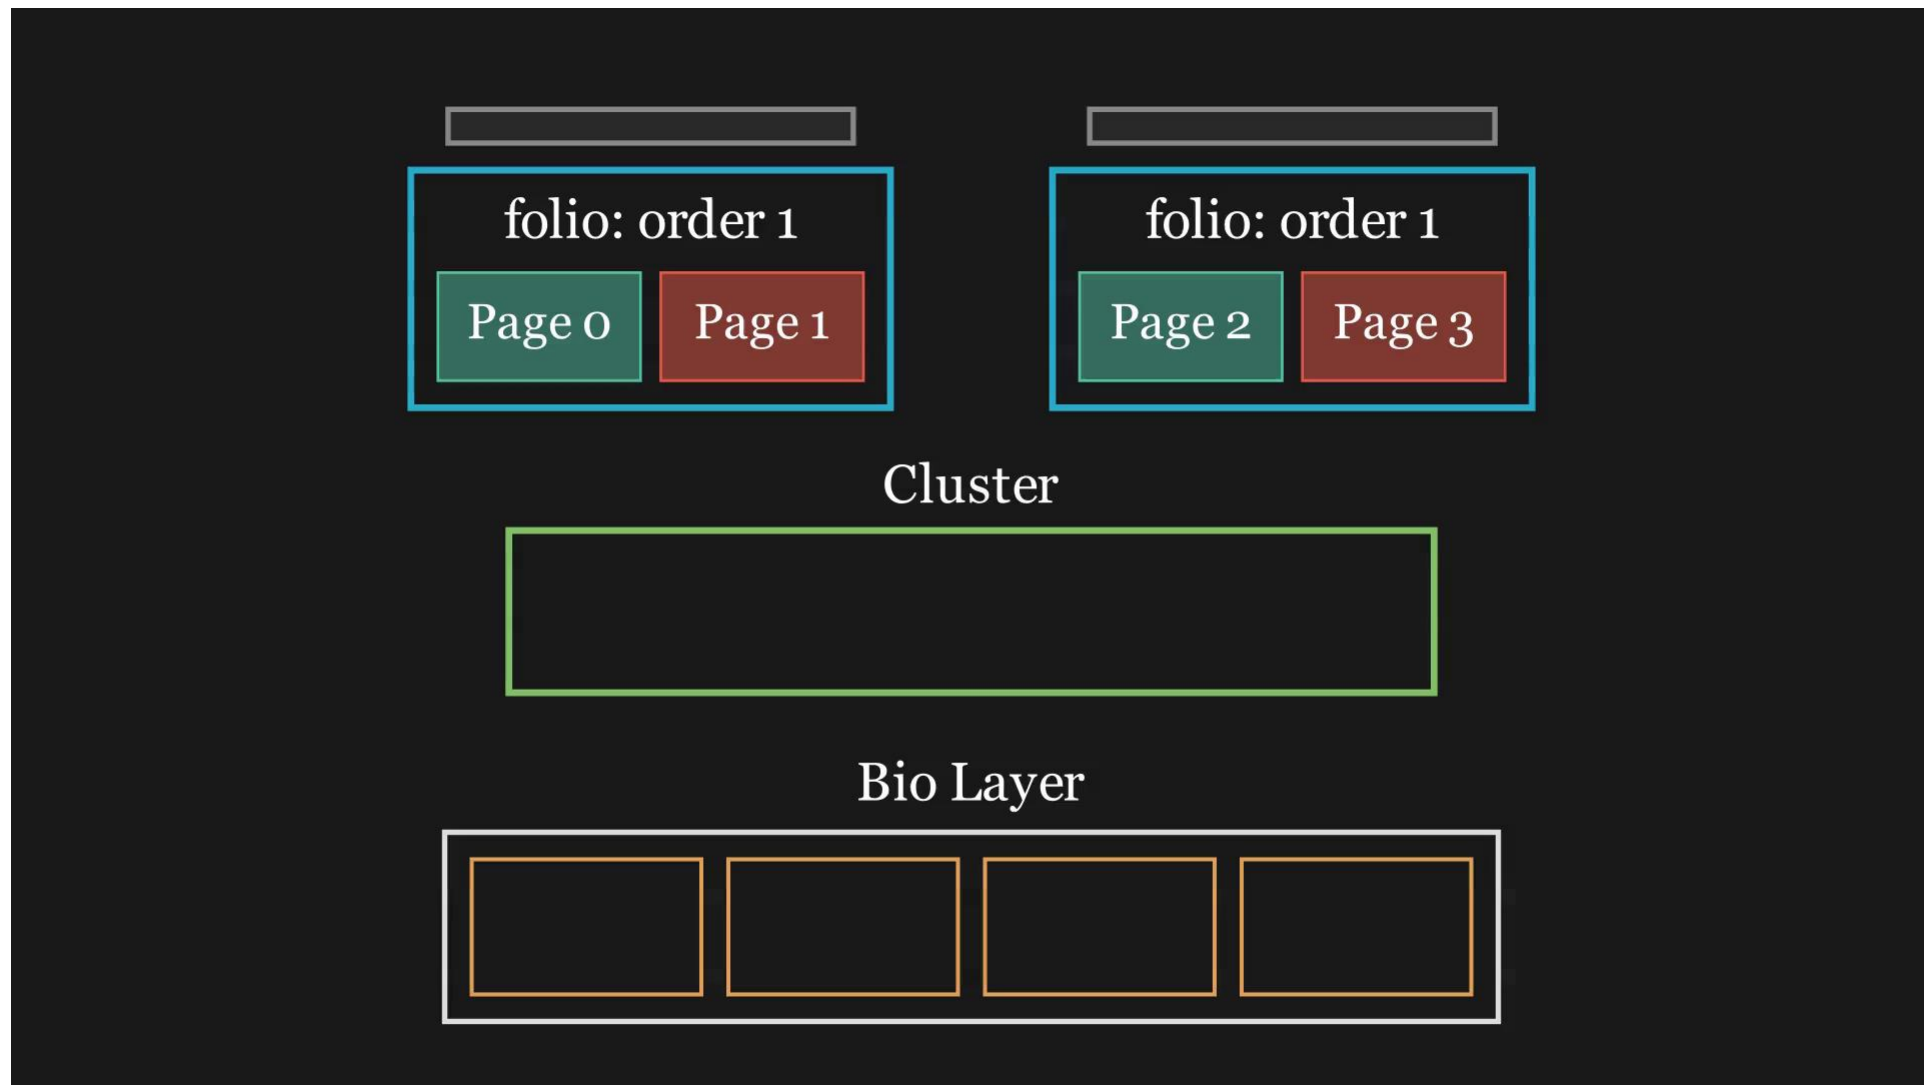 folio: order 1
folio: order 1
Page 0
Page 1
Page 2
Page 3
Cluster
Bio Layer